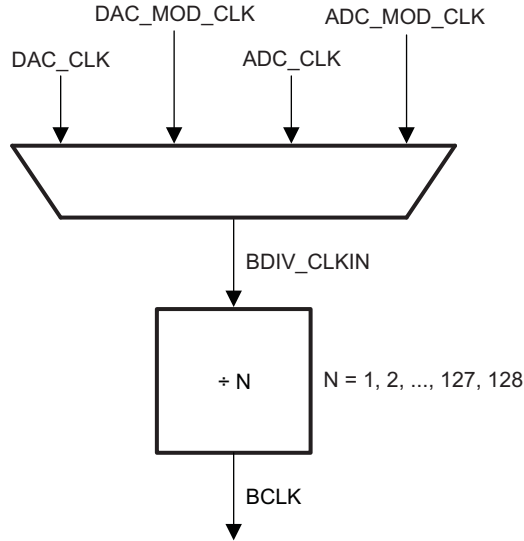 DAC_MOD_CLK
ADC_MOD_CLK
DAC_CLK
ADC_CLK
BDIV_CLKIN
÷ N
N = 1, 2, ..., 127, 128
BCLK